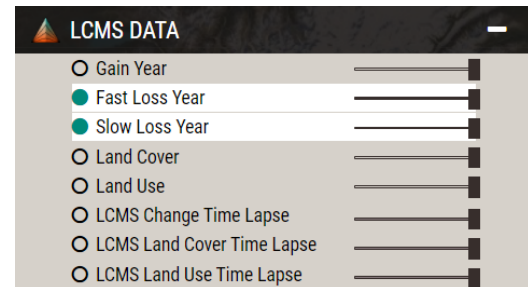 LCMS DATA
Gain Year
Fast Loss Year
Slow Loss Year
Land Cover
Land Use
LCMS Change Time Lapse
LCMS Land Cover Time Lapse
LCMS Land Use Time Lapse